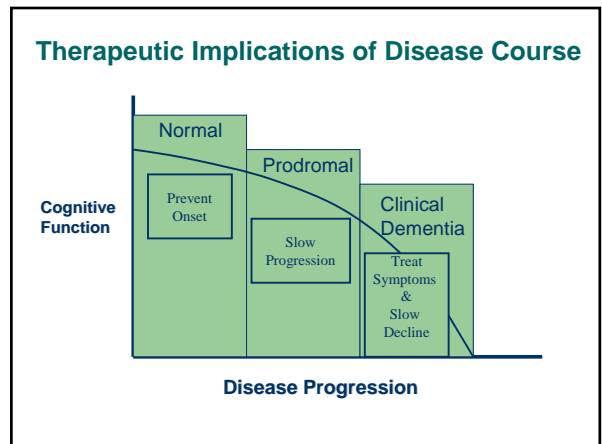 Therapeutic Implications of Disease Course
Normal
Prodromal
Clinical
Dementia
Cognitive
Function
Prevent
Onset
Slow
Progression
Treat
Symptoms
&
Slow
Decline
Disease Progression